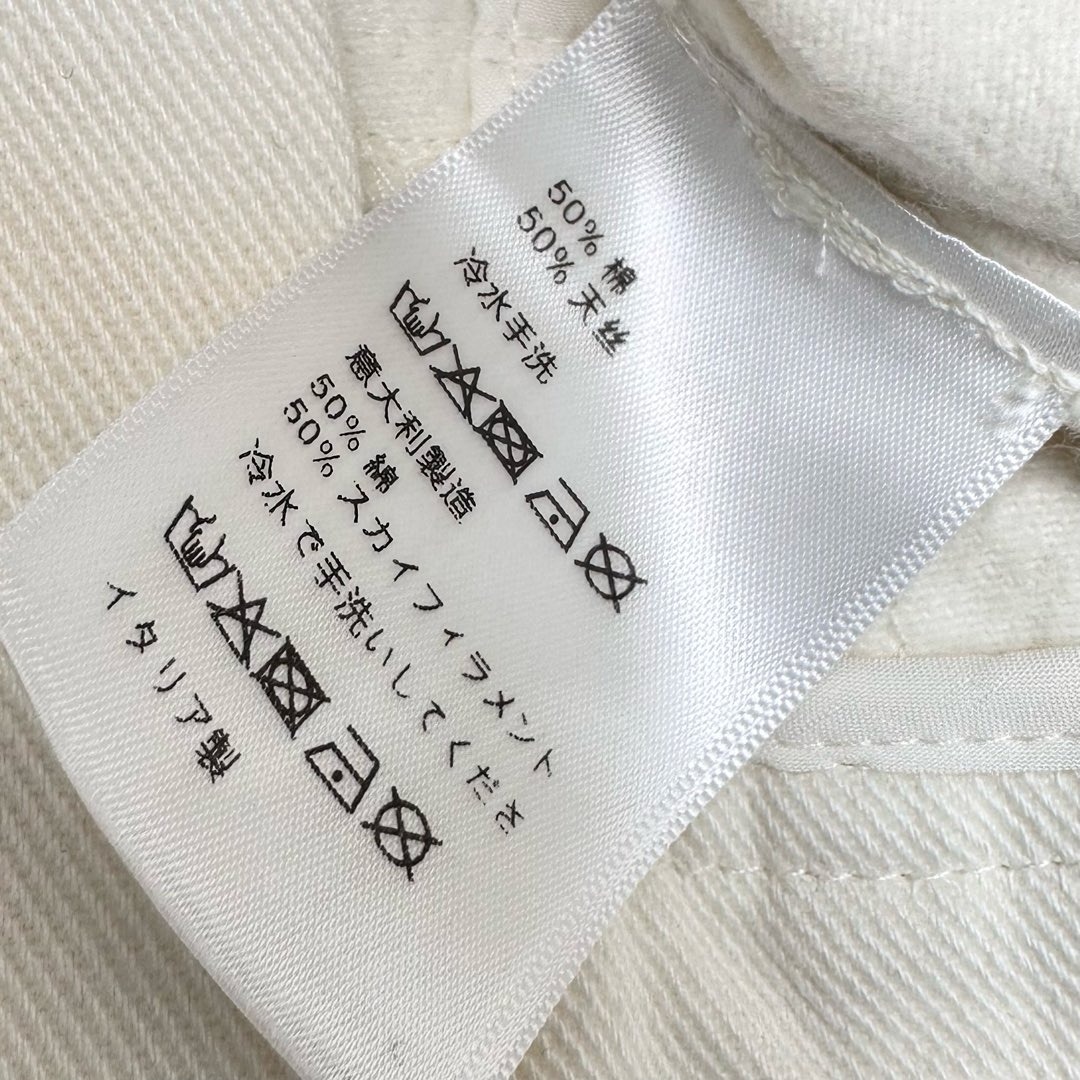 50% 棉
50% 天丝
冷水手洗
意大利製造
50% 綿
50% スカイフィラメント
冷水で手洗いしてくだを
イタリア製